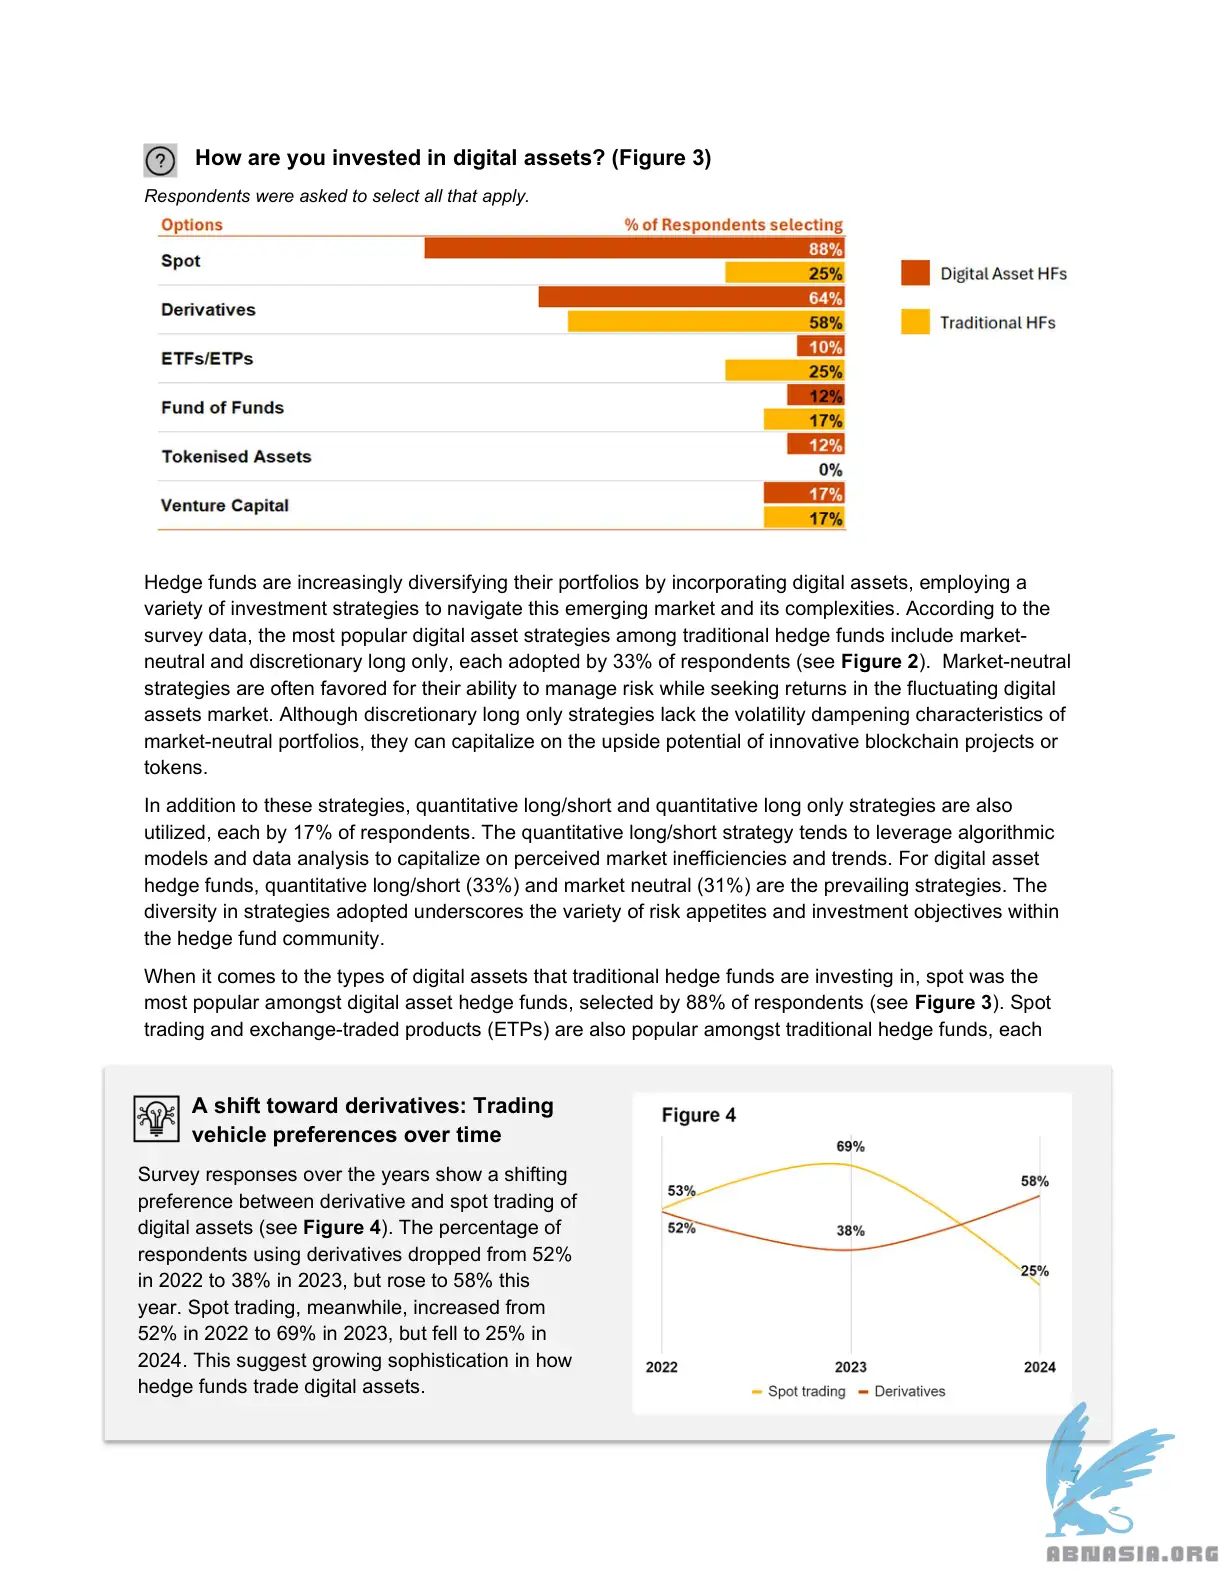 How are you invested in digital assets? (Figure 3)
Respondents were asked to select all that apply.
Options % of Respondents selecting
Spot
88%
25%
Derivatives
64%
58%
ETFs/ETPs
10%
25%
Fund of Funds
12%
17%
Tokenised Assets
12%
0%
Venture Capital
17%
17%
Digital Asset HFs
Traditional HFs
Hedge funds are increasingly diversifying their portfolios by incorporating digital assets, employing a
variety of investment strategies to navigate this emerging market and its complexities. According to the
survey data, the most popular digital asset strategies among traditional hedge funds include market-
neutral and discretionary long only, each adopted by 33% of respondents (see Figure 2). Market-neutral
strategies are often favored for their ability to manage risk while seeking returns in the fluctuating digital
assets market. Although discretionary long only strategies lack the volatility dampening characteristics of
market-neutral portfolios, they can capitalize on the upside potential of innovative blockchain projects or
tokens.
In addition to these strategies, quantitative long/short and quantitative long only strategies are also
utilized, each by 17% of respondents. The quantitative long/short strategy tends to leverage algorithmic
models and data analysis to capitalize on perceived market inefficiencies and trends. For digital asset
hedge funds, quantitative long/short (33%) and market neutral (31%) are the prevailing strategies. The
diversity in strategies adopted underscores the variety of risk appetites and investment objectives within
the hedge fund community.
When it comes to the types of digital assets that traditional hedge funds are investing in, spot was the
most popular amongst digital asset hedge funds, selected by 88% of respondents (see Figure 3). Spot
trading and exchange-traded products (ETPs) are also popular amongst traditional hedge funds, each
A shift toward derivatives: Trading
vehicle preferences over time
Survey responses over the years show a shifting
preference between derivative and spot trading of
digital assets (see Figure 4). The percentage of
respondents using derivatives dropped from 52%
in 2022 to 38% in 2023, but rose to 58% this
year. Spot trading, meanwhile, increased from
52% in 2022 to 69% in 2023, but fell to 25% in
2024. This suggest growing sophistication in how
hedge funds trade digital assets.
Figure 4
69%
58%
53%
52%
38%
25%
2022 2023 2024
Spot trading Derivatives
7
ABNASIA.ORG